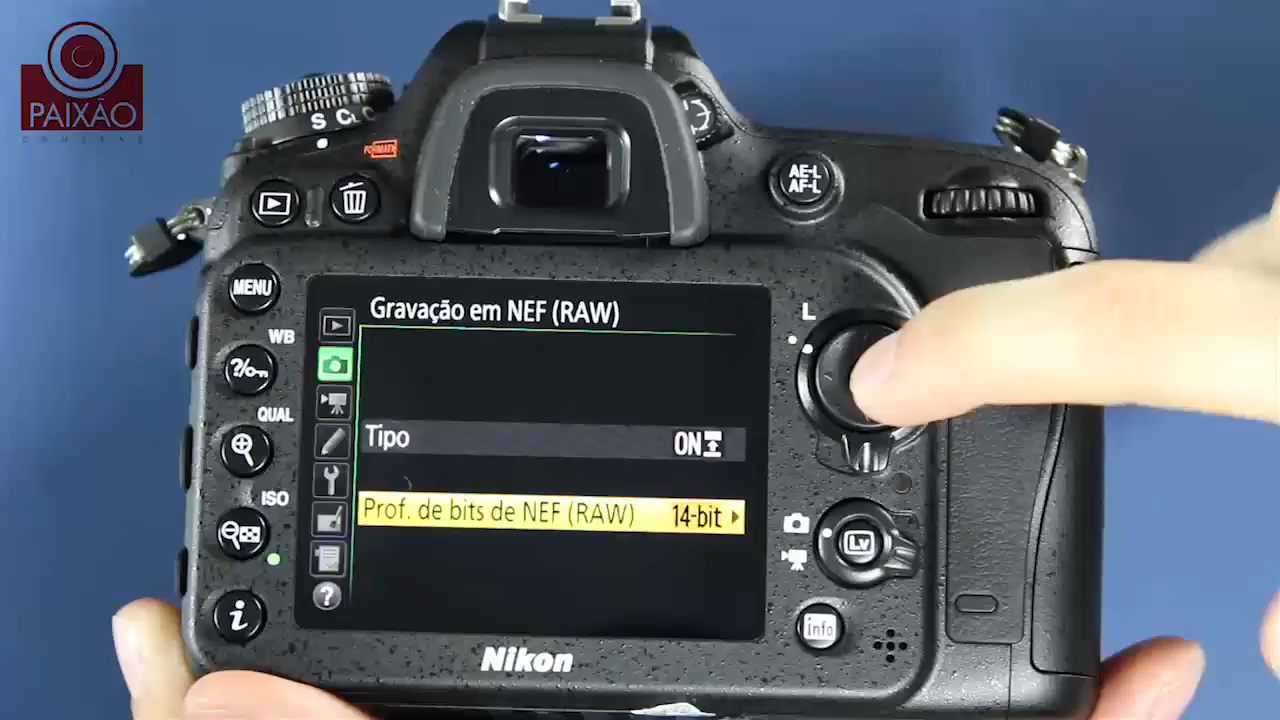 PAIXÃO
CAMERAS
S CL
FORMAT
AE-L
AF-L
MENU
WB
?/
QUAL
ISO
i
L
Gravação em NEF (RAW)
Tipo ON
Prof. de bits de NEF (RAW) 14-bit
?
Lv
info
Nikon